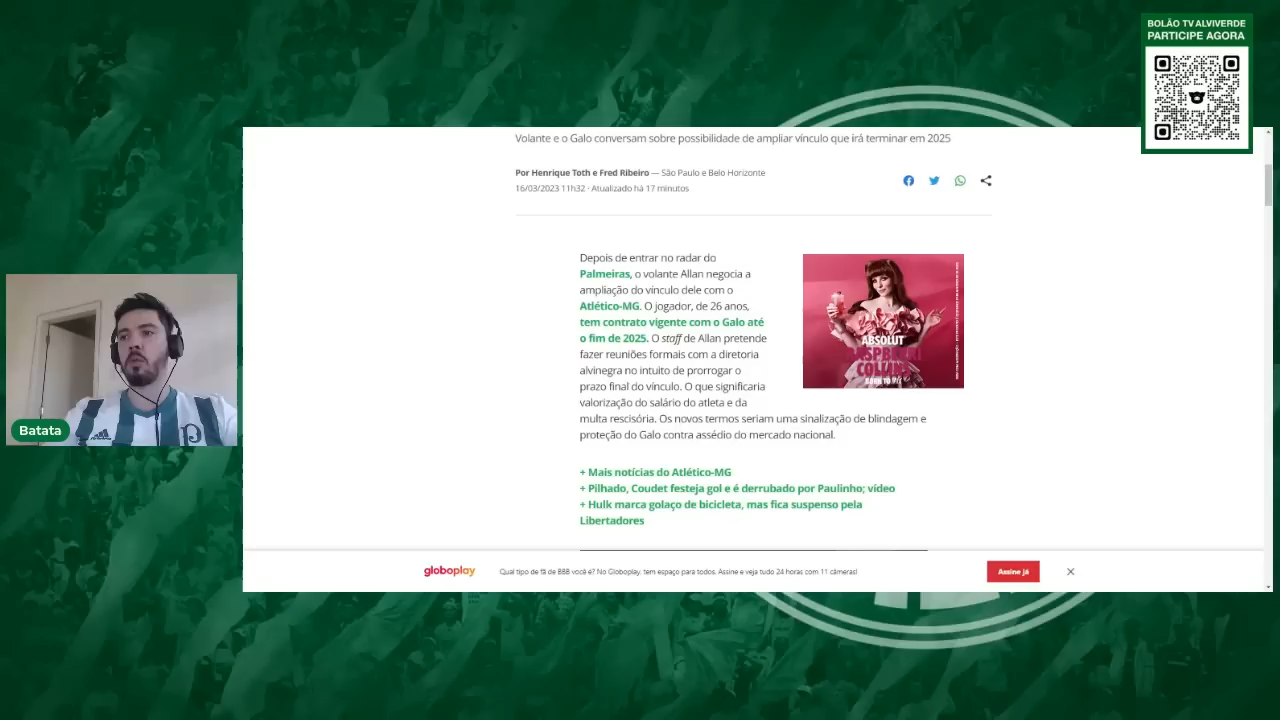 BOLÃO TV ALVIVERDE
PARTICIPE AGORA
Volante e o Galo conversam sobre possibilidade de ampliar vínculo que irá terminar em 2025
Por Henrique Toth e Fred Ribeiro — São Paulo e Belo Horizonte
16/03/2023 11h32 · Atualizado há 17 minutos
Depois de entrar no radar do
Palmeiras, o volante Allan negocia a
ampliação do vínculo dele com o
Atlético-MG. O jogador, de 26 anos,
tem contrato vigente com o Galo até
o fim de 2025. O staff de Allan pretende
fazer reuniões formais com a diretoria
alvinegra no intuito de prorrogar o
prazo final do vínculo. O que significaria
valorização do salário do atleta e da
multa rescisória. Os novos termos seriam uma sinalização de blindagem e
proteção do Galo contra assédio do mercado nacional.
ABSOLUT
Batata
+ Mais notícias do Atlético-MG
+ Pilhado, Coudet festeja gol e é derrubado por Paulinho; vídeo
+ Hulk marca golaço de bicicleta, mas fica suspenso pela
Libertadores
globoplay
Qual tipo de fã de BBB você é? No Globoplay, tem espaço para todos. Assine e veja tudo 24 horas com 11 câmeras!
Assine já